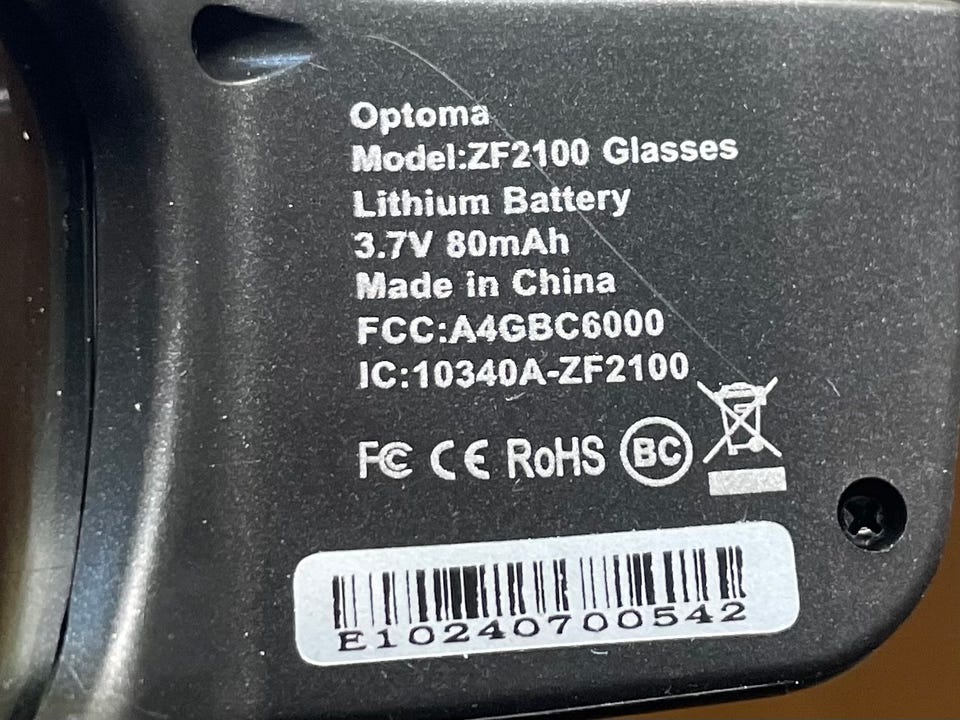 Optoma
Model:ZF2100 Glasses
Lithium Battery
3.7V 80mAh
Made in China
FCC:A4GBC6000
IC:10340A-ZF2100
FC CE RoHS BC
E10240700542